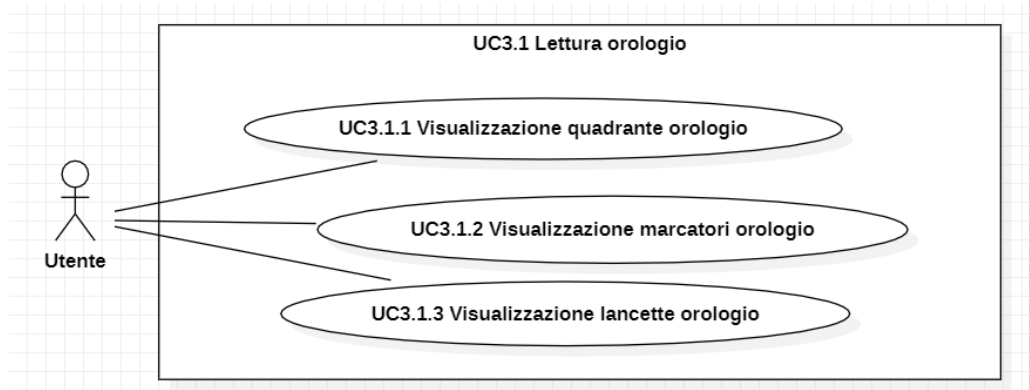 UC3.1 Lettura orologio
UC3.1.1 Visualizzazione quadrante orologio
UC3.1.2 Visualizzazione marcatori orologio
Utente
UC3.1.3 Visualizzazione lancette orologio